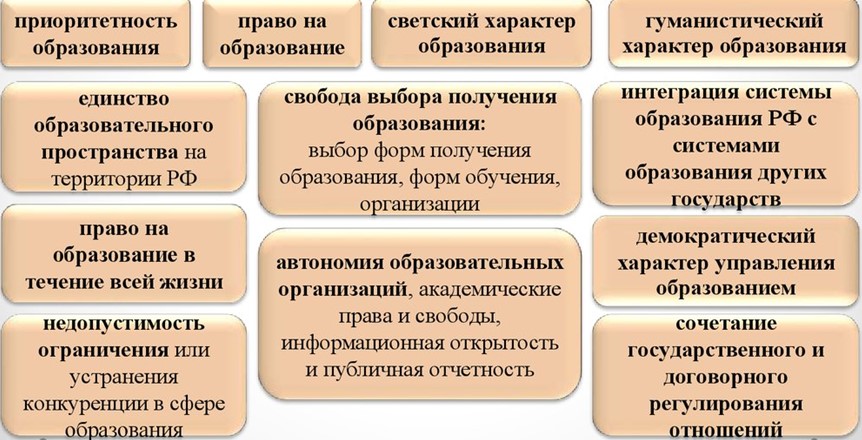 приоритетность
образования
право на
образование
светский характер
образования
гуманистический
характер образования
единство
образовательного
пространства на
территории РФ
свобода выбора получения
образования:
выбор форм получения
образования, форм обучения,
организации
интеграция системы
образования РФ с
системами
образования других
государств
право на
образование в
течение всей жизни
автономия образовательных
организаций, академические
права и свободы,
информационная открытость
и публичная отчетность
демократический
характер управления
образованием
недопустимость
ограничения или
устранения
конкуренции в сфере
образования
сочетание
государственного и
договорного
регулирования
отношений